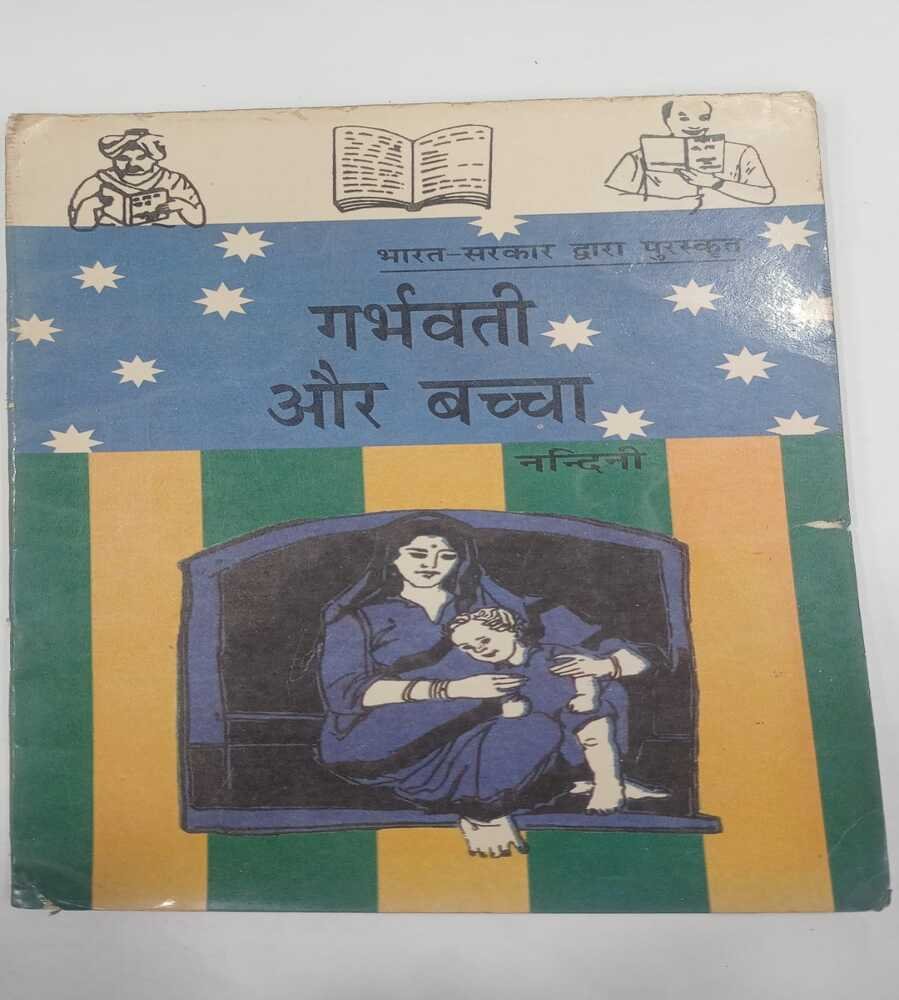 भारत-सरकार द्वारा पुरस्कृत
गर्भवती
और बच्चा
नन्दिनी